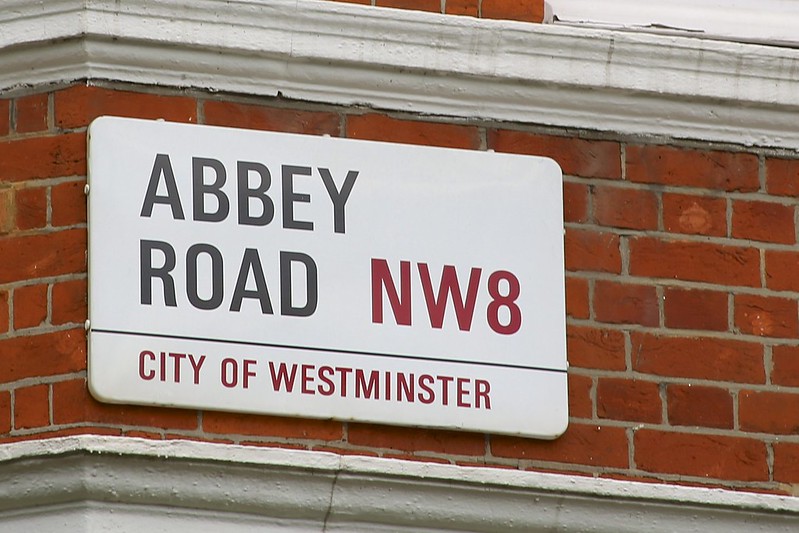 ABBEY
ROAD NW8
CITY OF WESTMINSTER